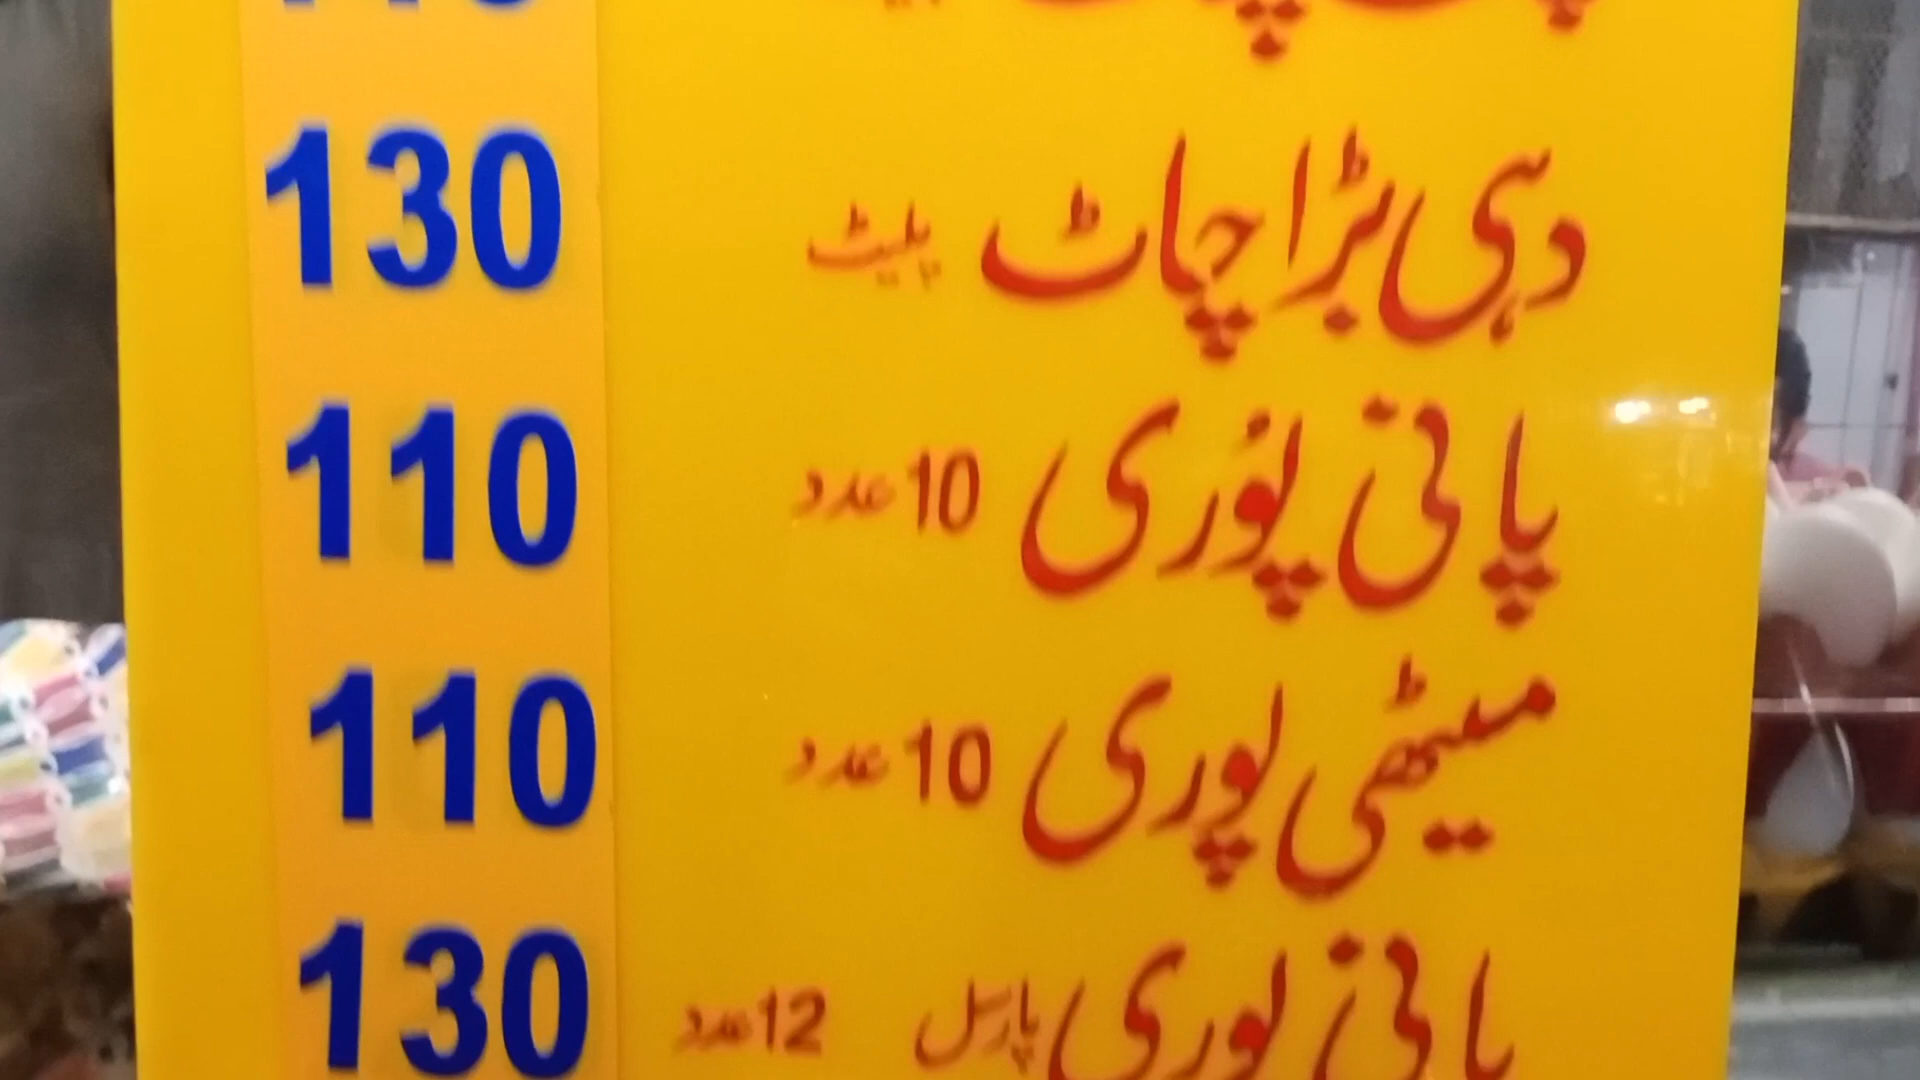 دہی بڑا چاٹ پلیٹ 130
پانی پُوری 10 عدد 110
میٹھی پوری 10 عدد 110
پانی پوری پارسل 12 عدد 130